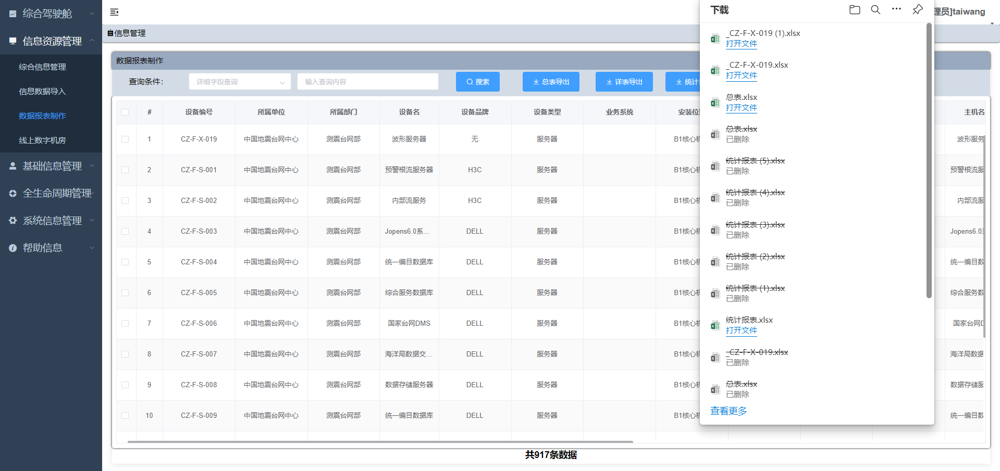 综合驾驶舱
信息资源管理
综合信息管理
信息数据导入
数据报表制作
线上数字机房
基础信息管理
全生命周期管理
系统信息管理
帮助信息
理员]taiwang
信息管理
数据报表制作
查询条件：
详细字段查询
输入查询内容
搜索
总表导出
详表导出
统计
# 设备编号 所属单位 所属部门 设备名 设备品牌 设备类型 业务系统 安装位 主机名
1 CZ-F-X-019 中国地震台网中心 测震台网部 波形服务器 无 服务器 B1核心机 波形服务
2 CZ-F-S-001 中国地震台网中心 测震台网部 预警根流服务器 H3C 服务器 B1核心机 预警根流服
3 CZ-F-S-002 中国地震台网中心 测震台网部 内部流服务 H3C 服务器 B1核心机 内部流服
4 CZ-F-S-003 中国地震台网中心 测震台网部 Jopens6.0系... DELL 服务器 B1核心机 Jopens6.0系
5 CZ-F-S-004 中国地震台网中心 测震台网部 统一编目数据库 DELL 服务器 B1核心机 统一编目数
6 CZ-F-S-005 中国地震台网中心 测震台网部 综合服务数据库 DELL 服务器 B1核心机 综合服务数
7 CZ-F-S-006 中国地震台网中心 测震台网部 国家台网DMS DELL 服务器 B1核心机 国家台网D
8 CZ-F-S-007 中国地震台网中心 测震台网部 海洋局数据交... DELL 服务器 B1核心机 海洋局数据
9 CZ-F-S-008 中国地震台网中心 测震台网部 数据存储服务器 DELL 服务器 B1核心机 数据存储服
10 CZ-F-S-009 中国地震台网中心 测震台网部 统一编目数据库 DELL 服务器 B1核心机 统一编目数
共917条数据
下载
_CZ-F-X-019 (1).xlsx
打开文件
_CZ-F-X-019.xlsx
打开文件
总表.xlsx
打开文件
总表.xlsx
已删除
统计报表 (5).xlsx
已删除
统计报表 (4).xlsx
已删除
统计报表 (3).xlsx
已删除
统计报表 (2).xlsx
已删除
统计报表 (1).xlsx
已删除
统计报表.xlsx
打开文件
_CZ-F-X-019.xlsx
已删除
总表.xlsx
已删除
查看更多